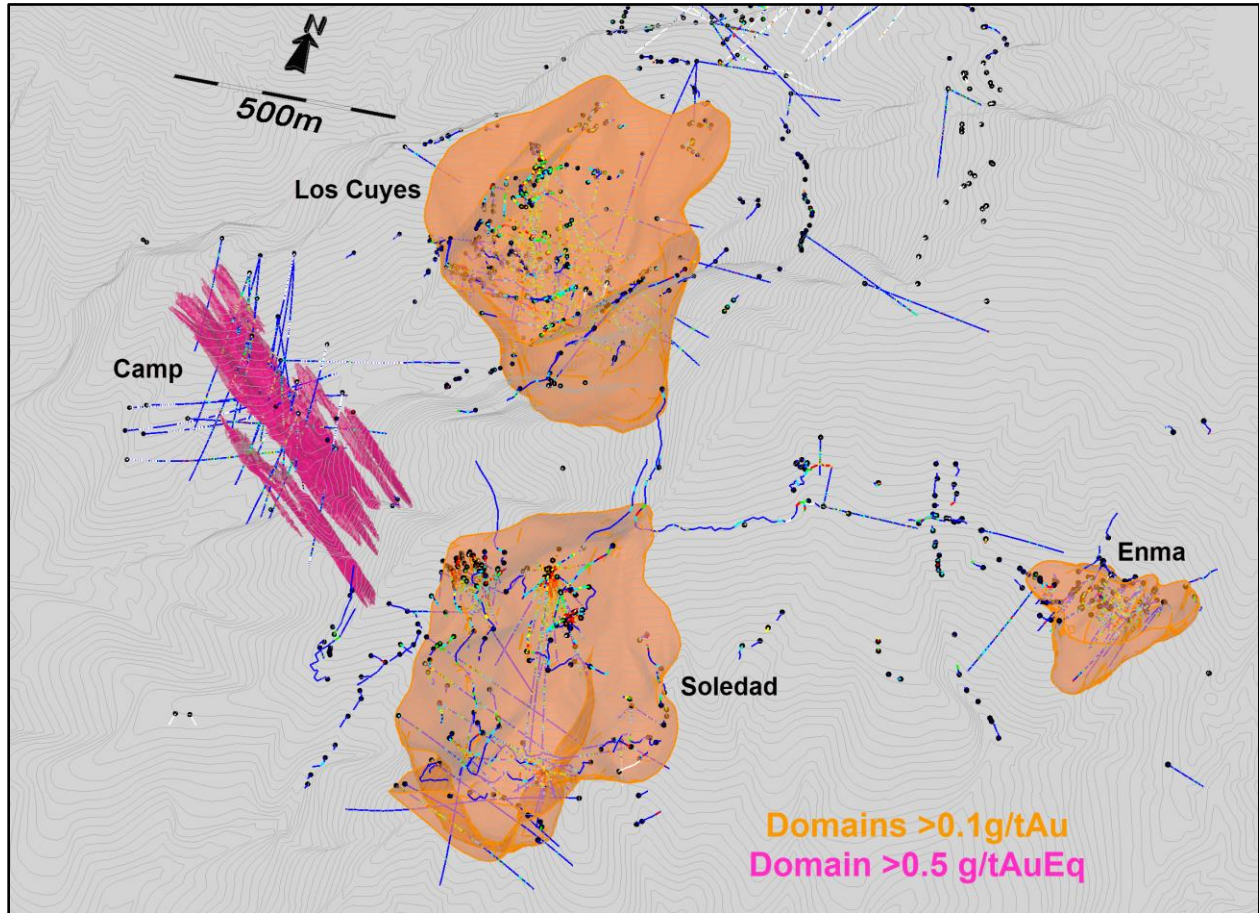 N
500m
Los Cuyes
Camp
Enma
Soledad
Domains >0.1g/tAu
Domain >0.5 g/tAuEq